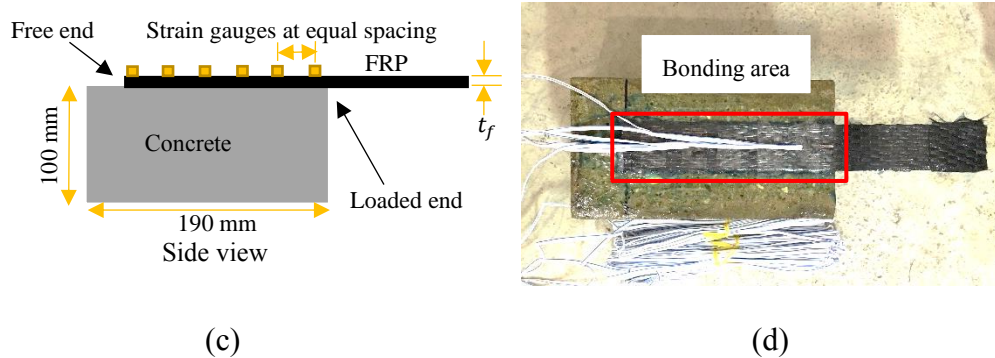 Free end
Strain gauges at equal spacing
FRP
t_f
100 mm
Concrete
Loaded end
190 mm
Side view
Bonding area
(c)
(d)